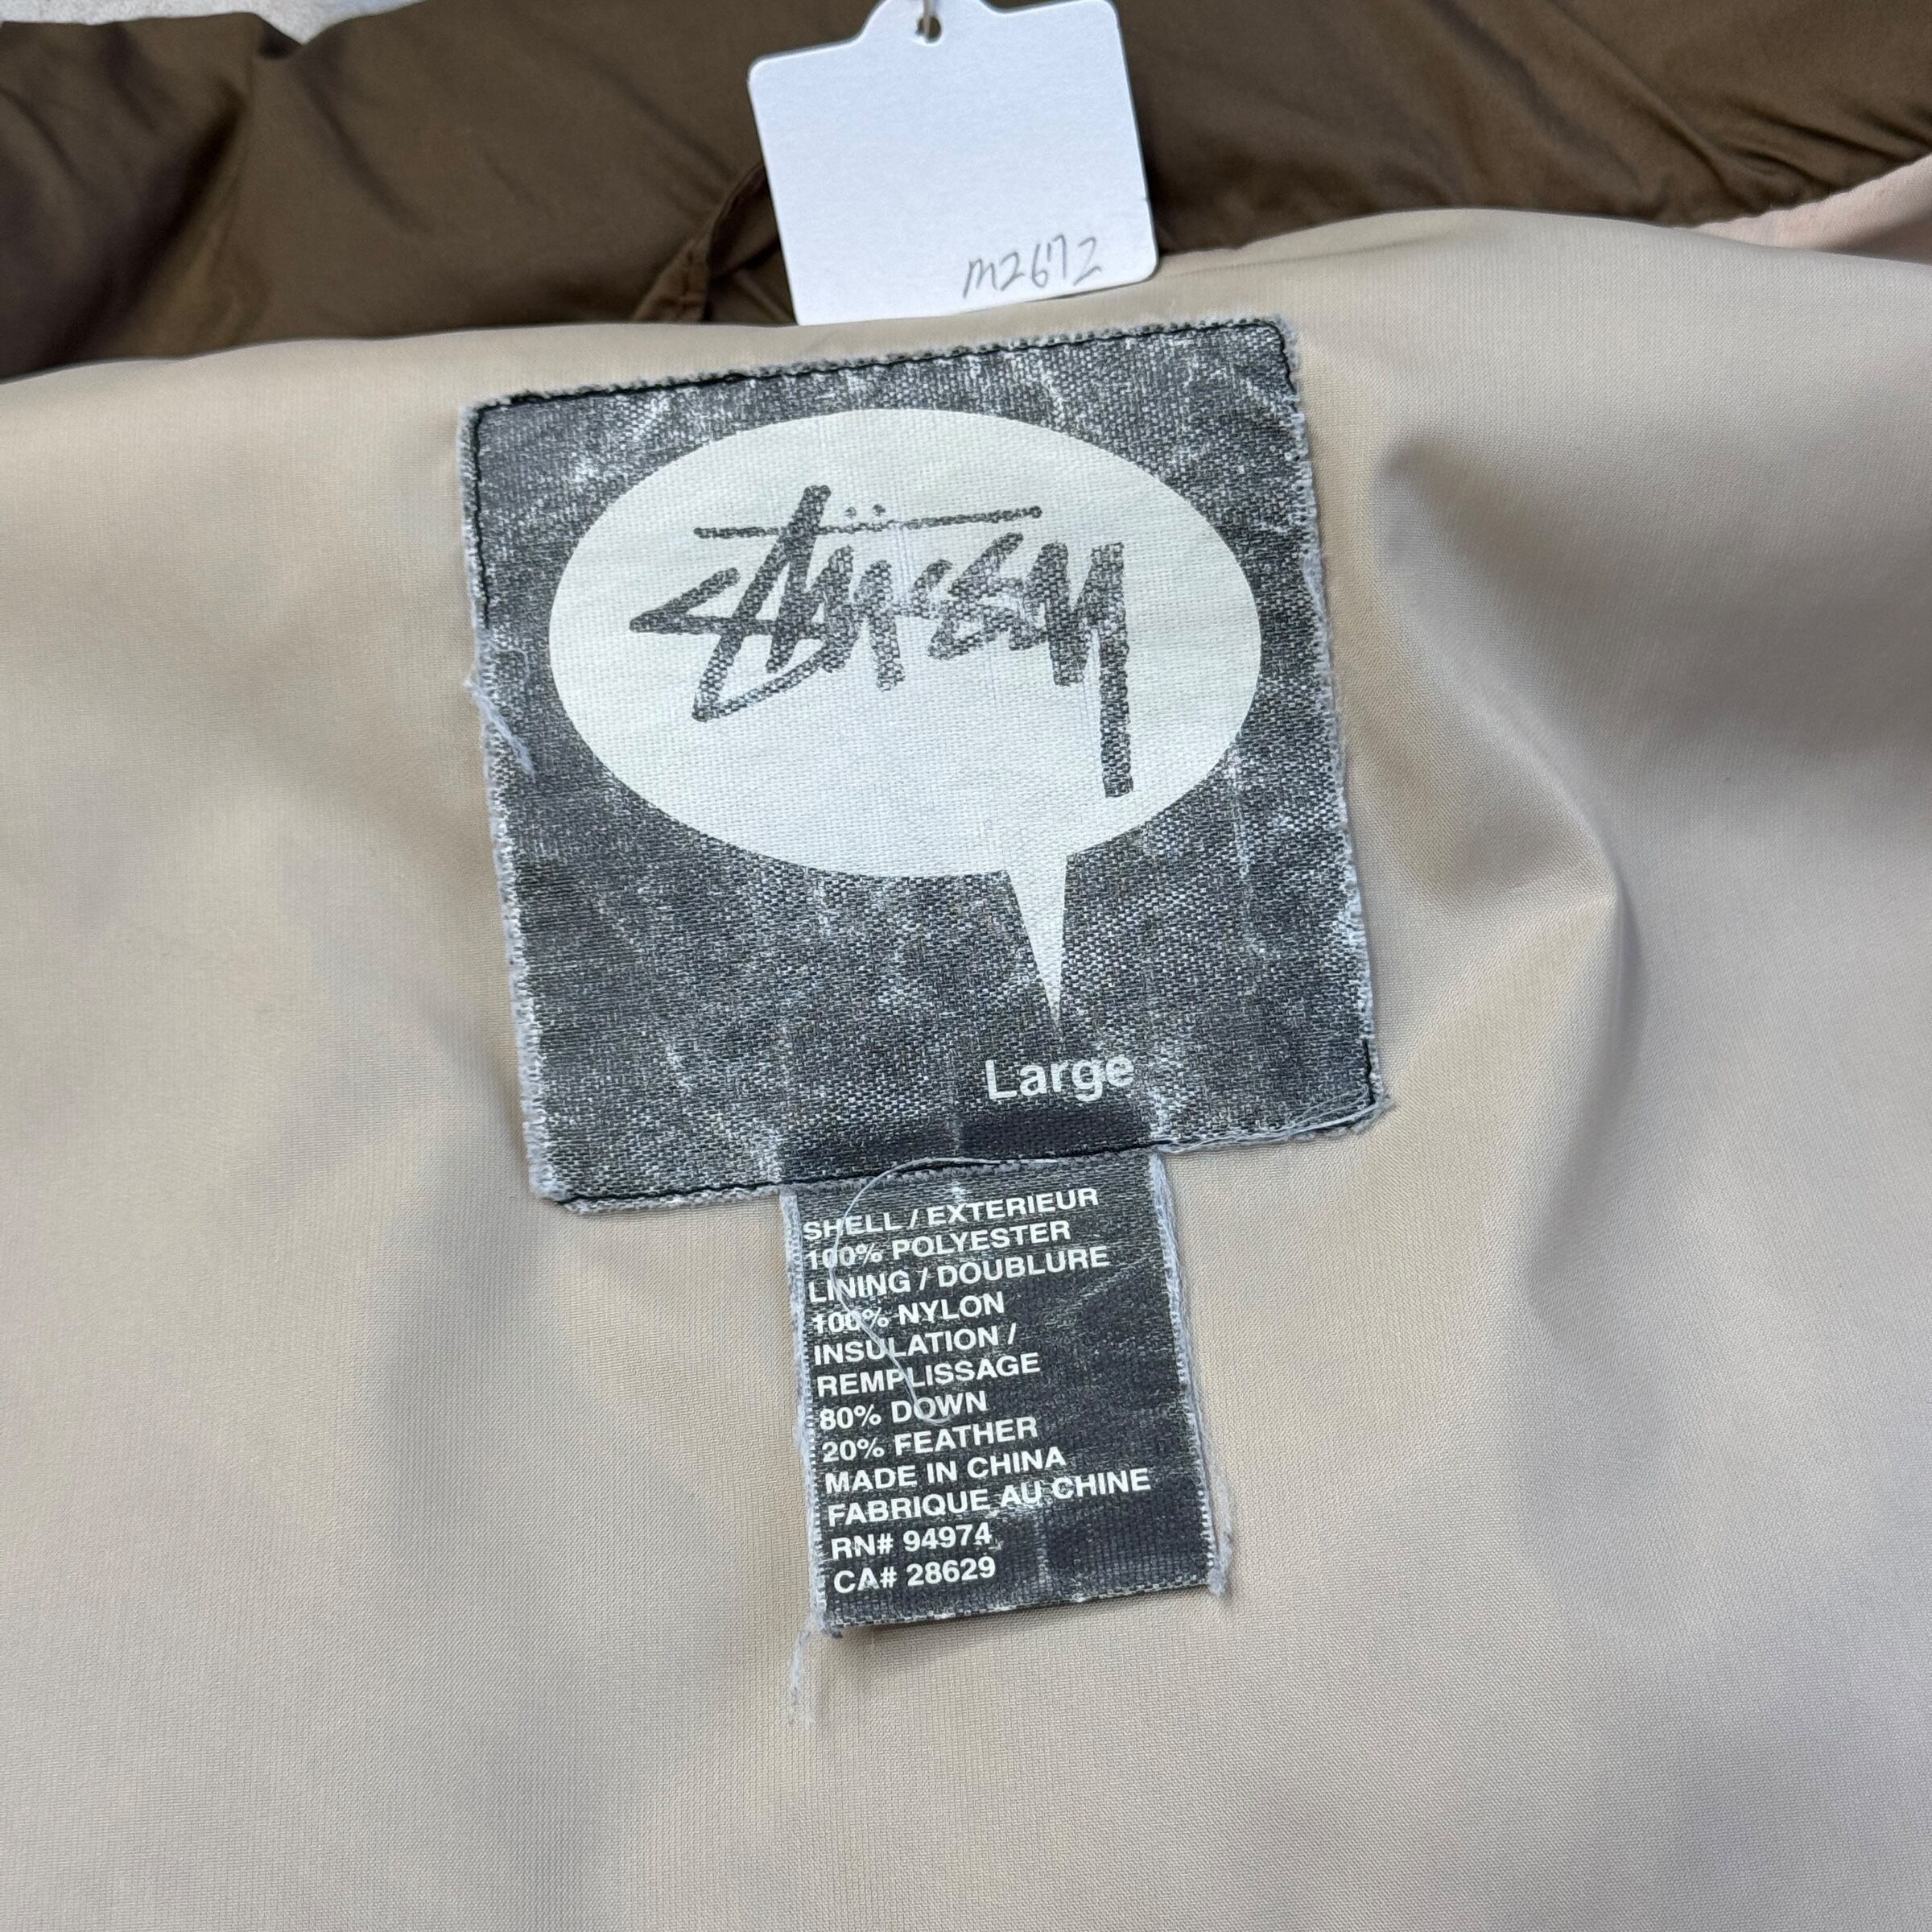 M2672
Stüssy
Large
SHELL / EXTERIEUR
100% POLYESTER
LINING / DOUBLURE
100% NYLON
INSULATION /
REMPLISSAGE
80% DOWN
20% FEATHER
MADE IN CHINA
FABRIQUE AU CHINE
RN# 94974
CA# 28629